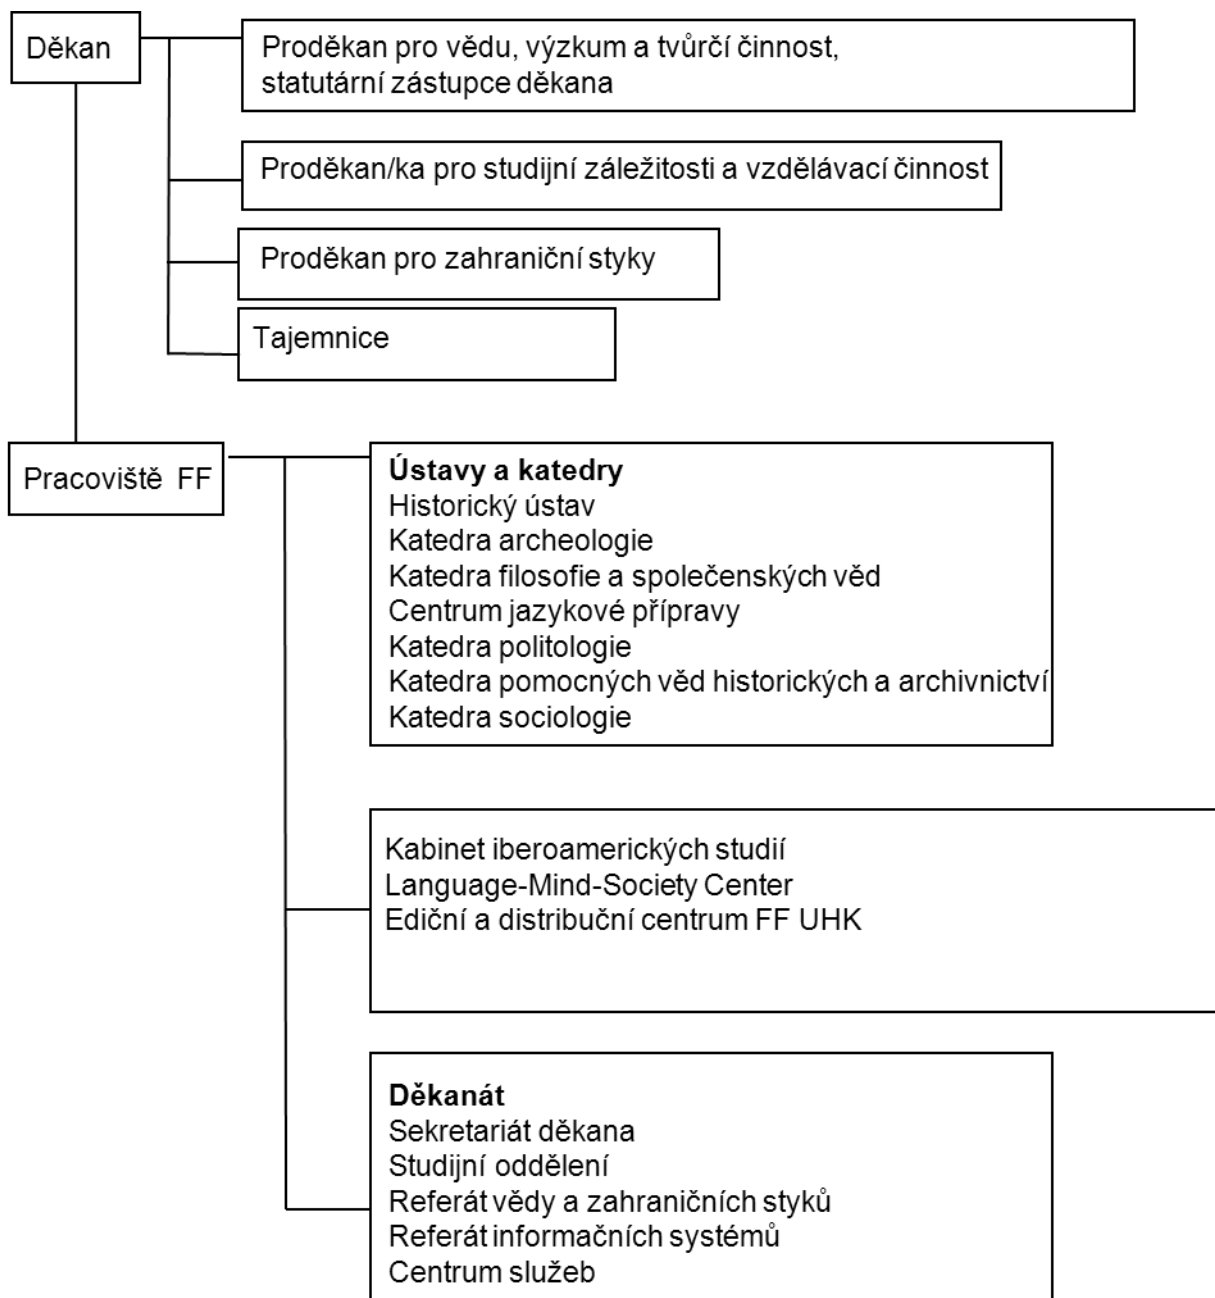 Děkan
Proděkan pro vědu, výzkum a tvůrčí činnost,
statutární zástupce děkana
Proděkan/ka pro studijní záležitosti a vzdělávací činnost
Proděkan pro zahraniční styky
Tajemnice
Pracoviště FF
Ústavy a katedry
Historický ústav
Katedra archeologie
Katedra filosofie a společenských věd
Centrum jazykové přípravy
Katedra politologie
Katedra pomocných věd historických a archivnictví
Katedra sociologie
Kabinet iberoamerických studií
Language-Mind-Society Center
Ediční a distribuční centrum FF UHK
Děkanát
Sekretariát děkana
Studijní oddělení
Referát vědy a zahraničních styků
Referát informačních systémů
Centrum služeb